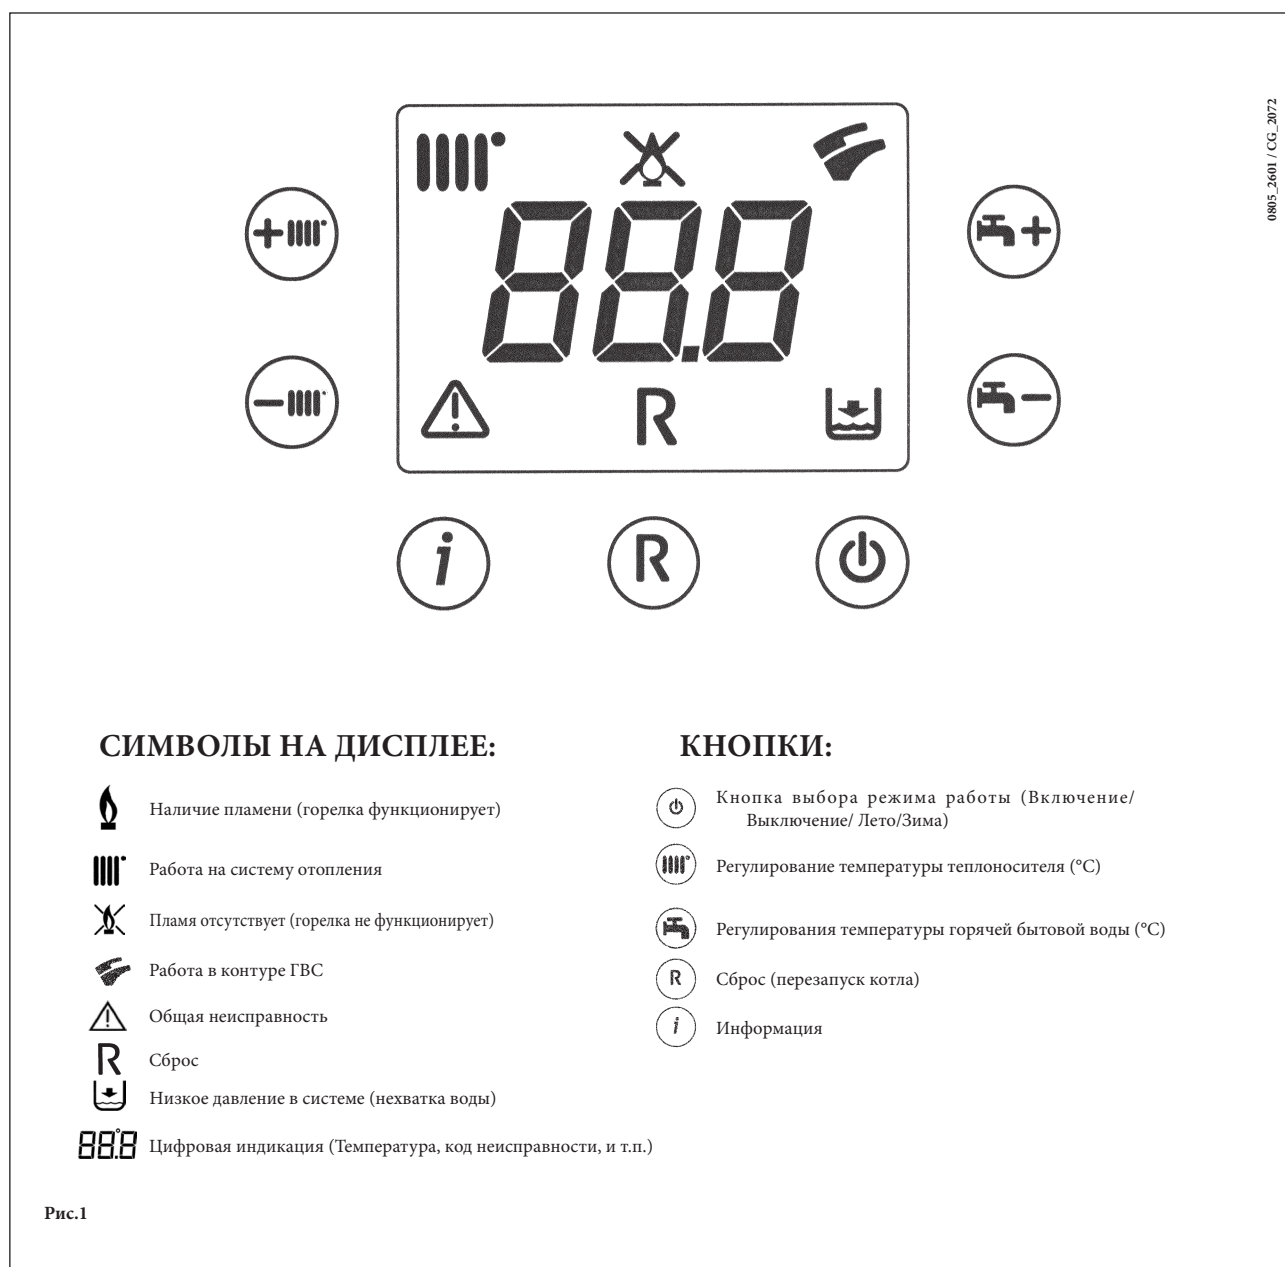 0805_2601 / CG_2072
88.8
R
i
R
СИМВОЛЫ НА ДИСПЛЕЕ:
Наличие пламени (горелка функционирует)
Работа на систему отопления
Пламя отсутствует (горелка не функционирует)
Работа в контуре ГВС
Общая неисправность
R Сброс
Низкое давление в системе (нехватка воды)
88.8 Цифровая индикация (Температура, код неисправности, и т.п.)
КНОПКИ:
Кнопка выбора режима работы (Включение/
Выключение/ Лето/Зима)
Регулирование температуры теплоносителя (°C)
Регулирования температуры горячей бытовой воды (°C)
R Сброс (перезапуск котла)
i Информация
Рис.1